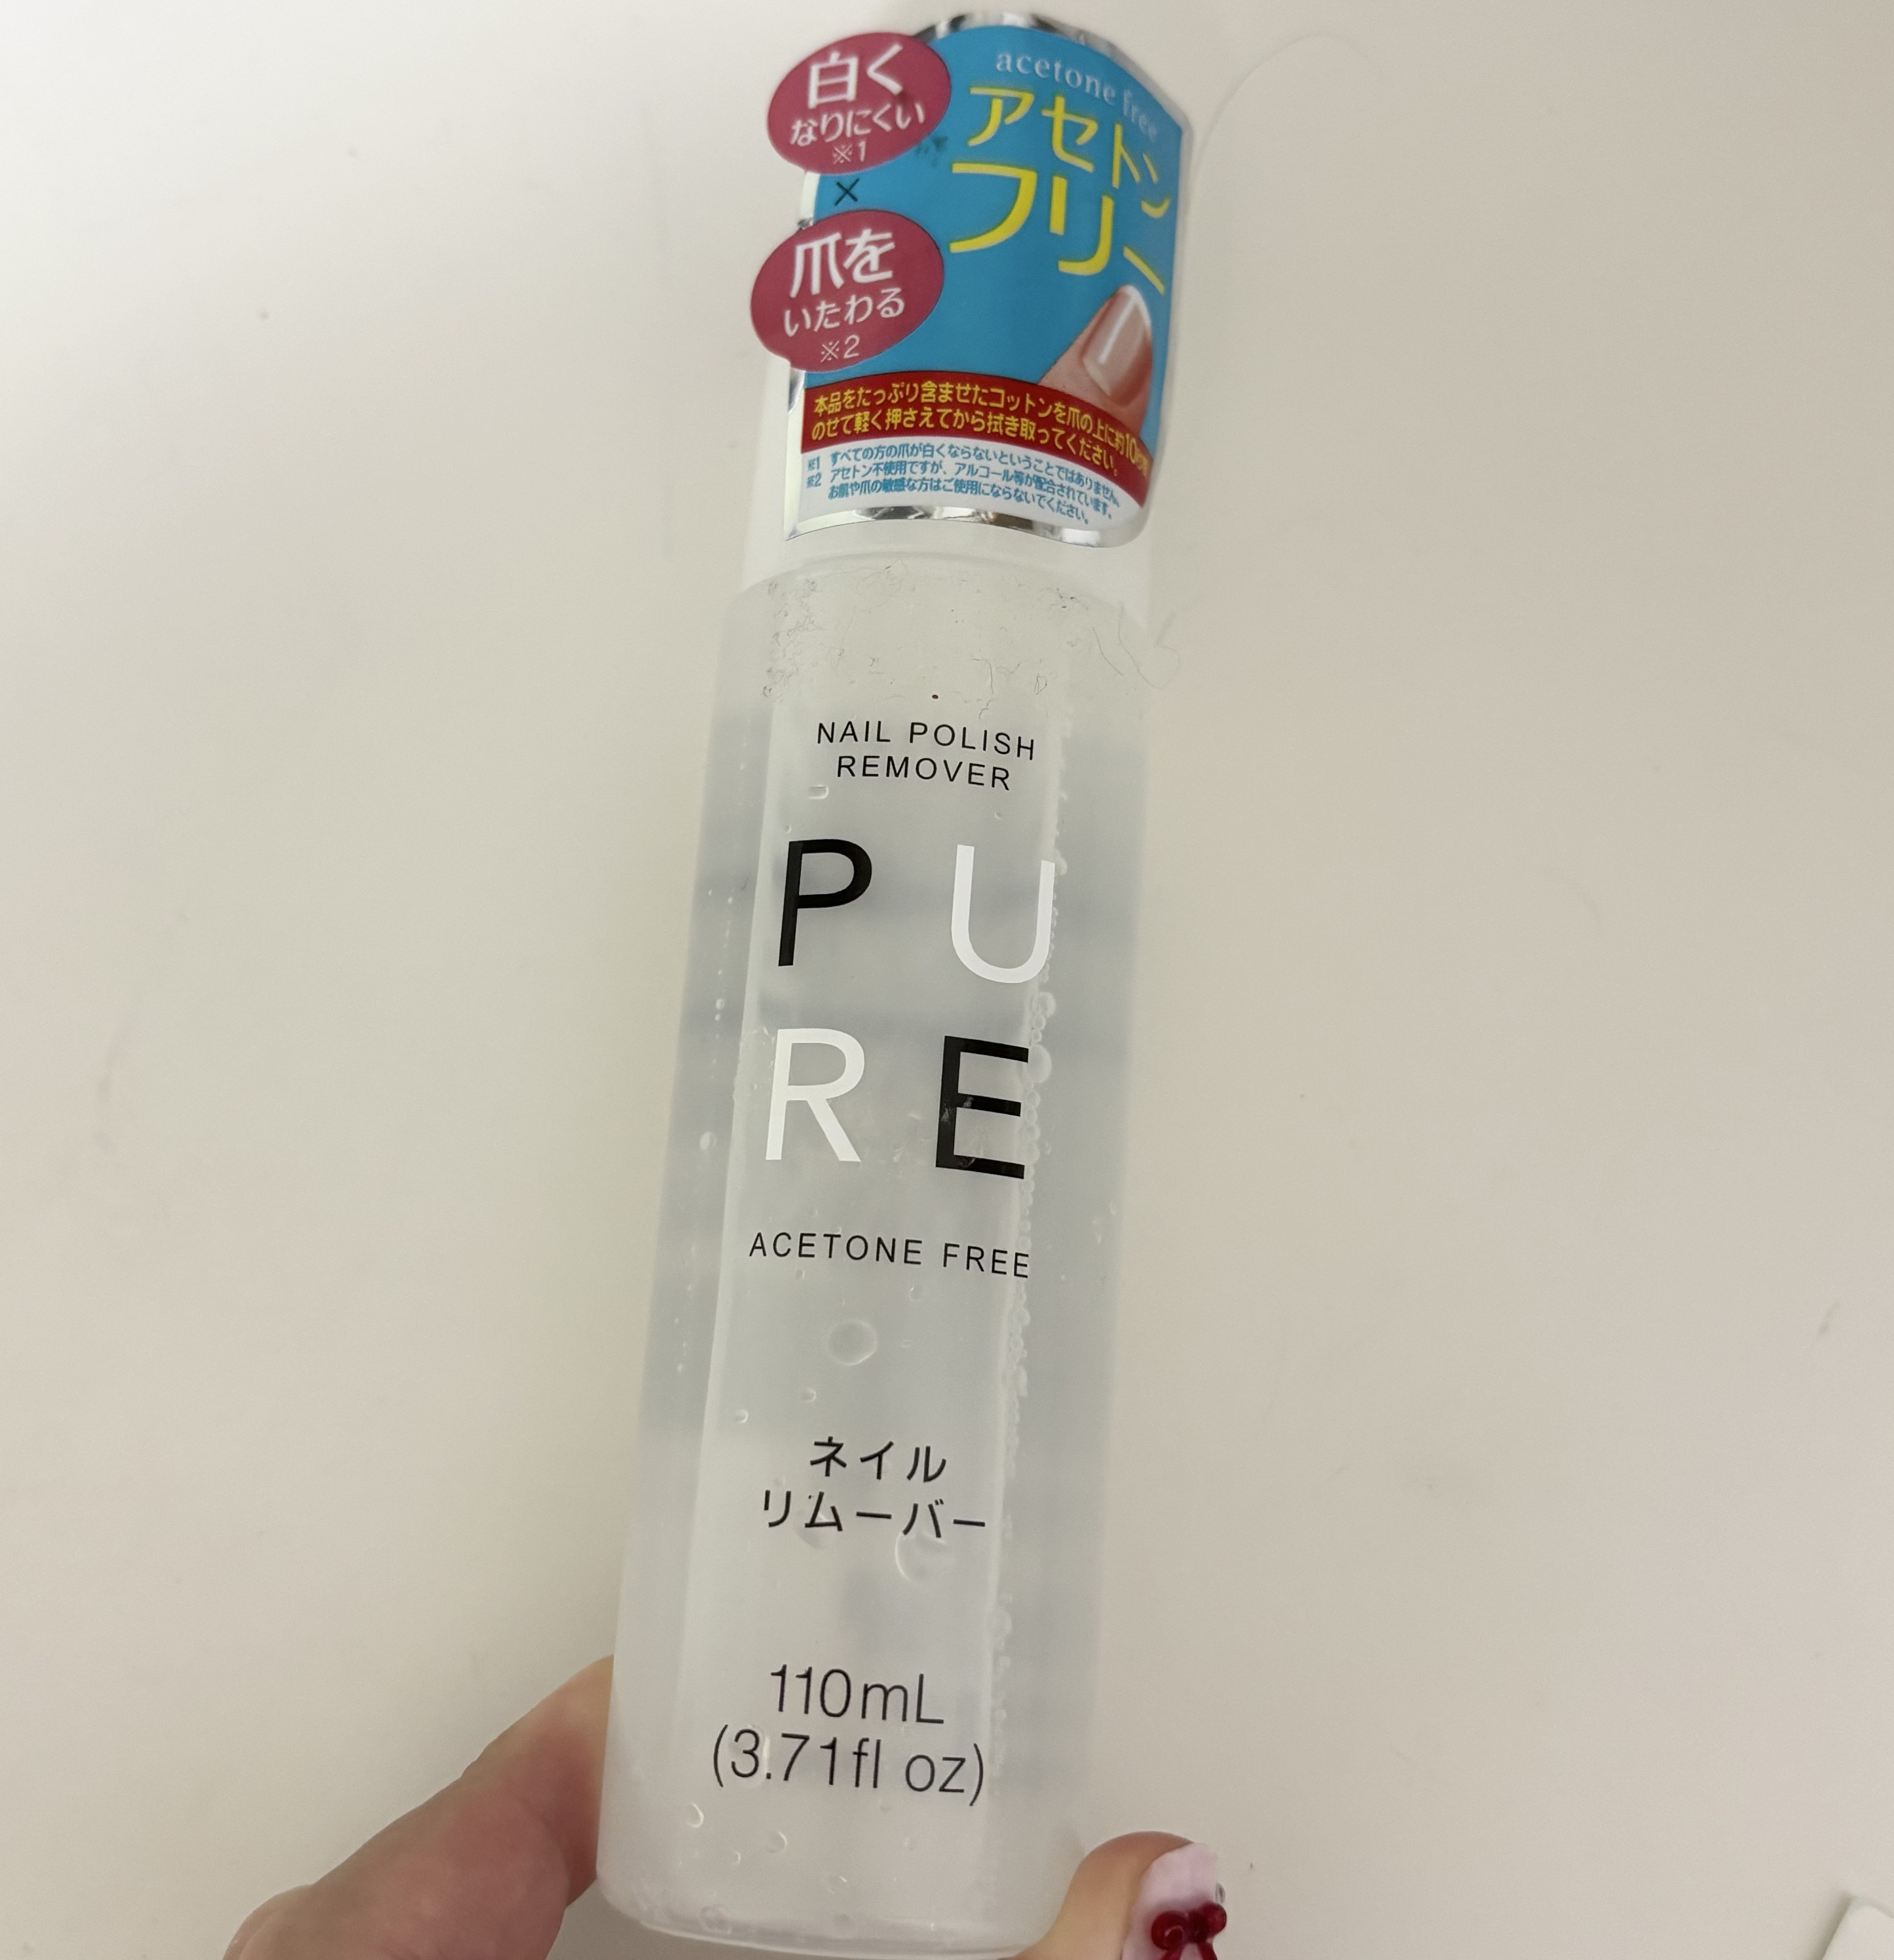 acetone free
アセトン
フリー
白く
なりにくい
※1
×
爪を
いたわる
※2
本品をたっぷり含ませたコットンを爪の上に約10秒間
のせて軽く押さえてから拭き取ってください。
※1 すべての方の爪が白くならないということではありません。
※2 アセトン不使用ですが、アルコール等が配合されています。
お肌や爪の敏感な方はご使用にならないでください。
NAIL POLISH
REMOVER
P U
R E
ACETONE FREE
ネイル
リムーバー
110mL
(3.71fl oz)